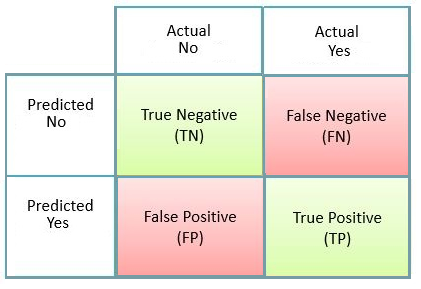 Actual
No
Actual
Yes
Predicted
No
True Negative
(TN)
False Negative
(FN)
Predicted
Yes
False Positive
(FP)
True Positive
(TP)